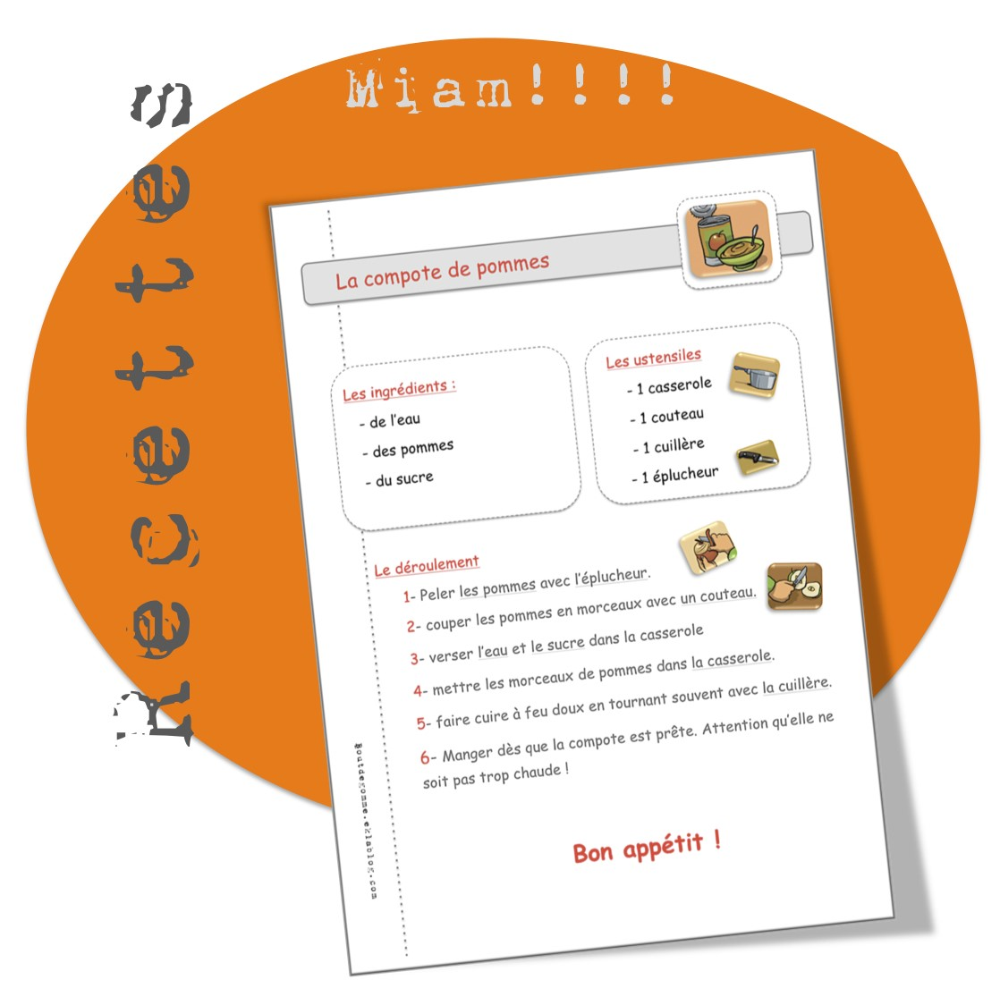 Miam!!!!
Recettes
La compote de pommes
Les ingrédients :
- de l'eau
- des pommes
- du sucre
Les ustensiles
- 1 casserole
- 1 couteau
- 1 cuillère
- 1 éplucheur
Le déroulement
1- Peler les pommes avec l'éplucheur.
2- couper les pommes en morceaux avec un couteau.
3- verser l'eau et le sucre dans la casserole
4- mettre les morceaux de pommes dans la casserole.
5- faire cuire à feu doux en tournant souvent avec la cuillère.
6- Manger dès que la compote est prête. Attention qu'elle ne
soit pas trop chaude !
Bon appétit !
Boutdegomme.eklablog.com